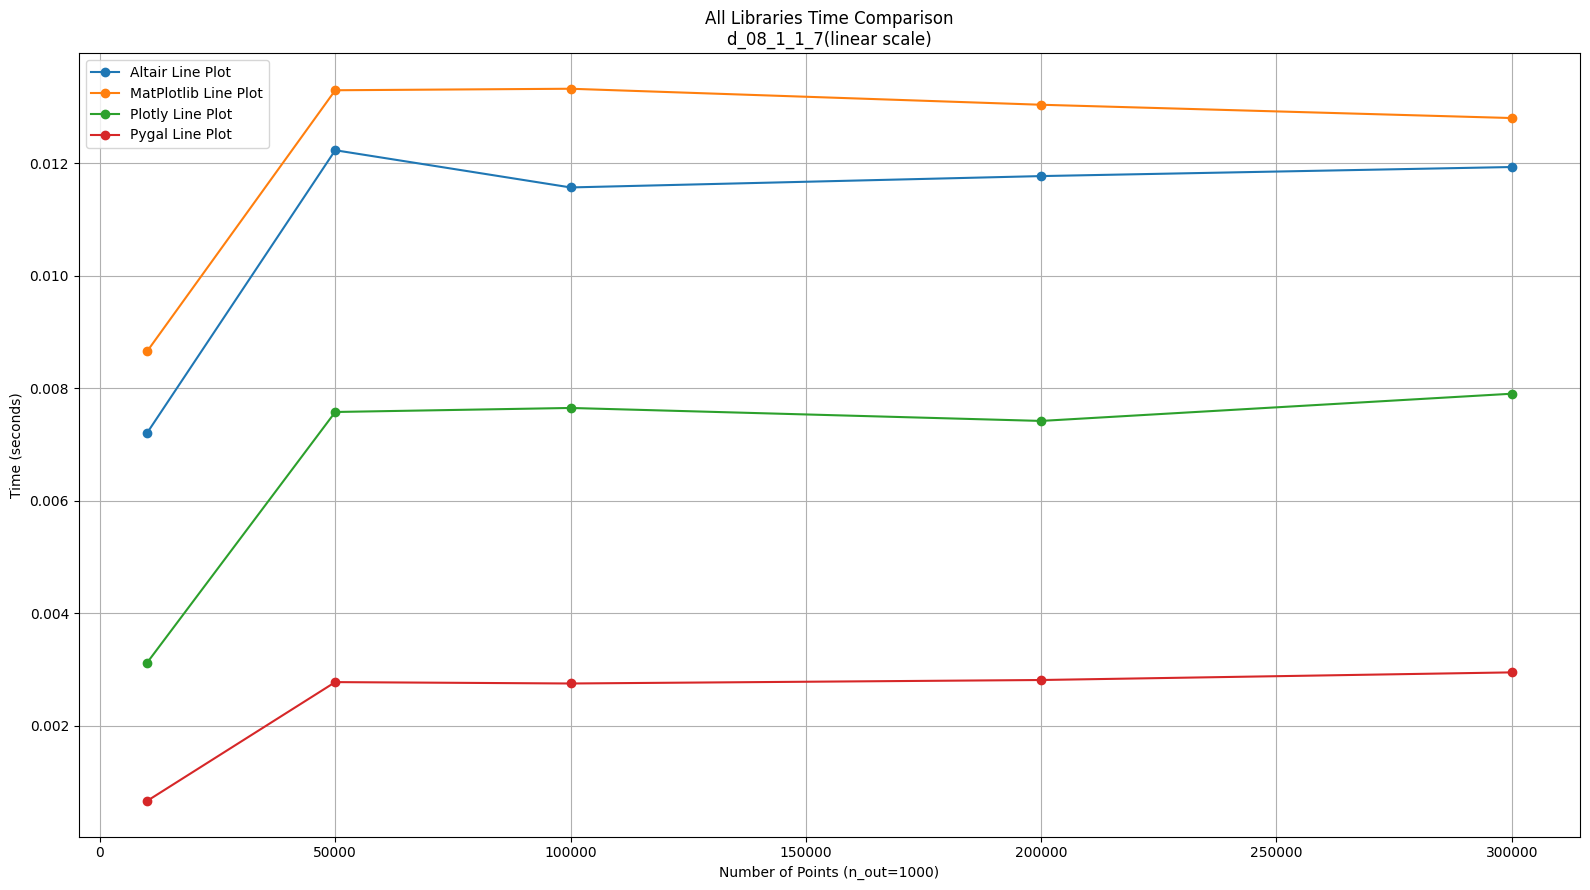 All Libraries Time Comparison
d_08_1_1_7(linear scale)
Altair Line Plot
MatPlotlib Line Plot
Plotly Line Plot
Pygal Line Plot
0.012
0.010
0.008
0.006
0.004
0.002
Time (seconds)
0 50000 100000 150000 200000 250000 300000
Number of Points (n_out=1000)